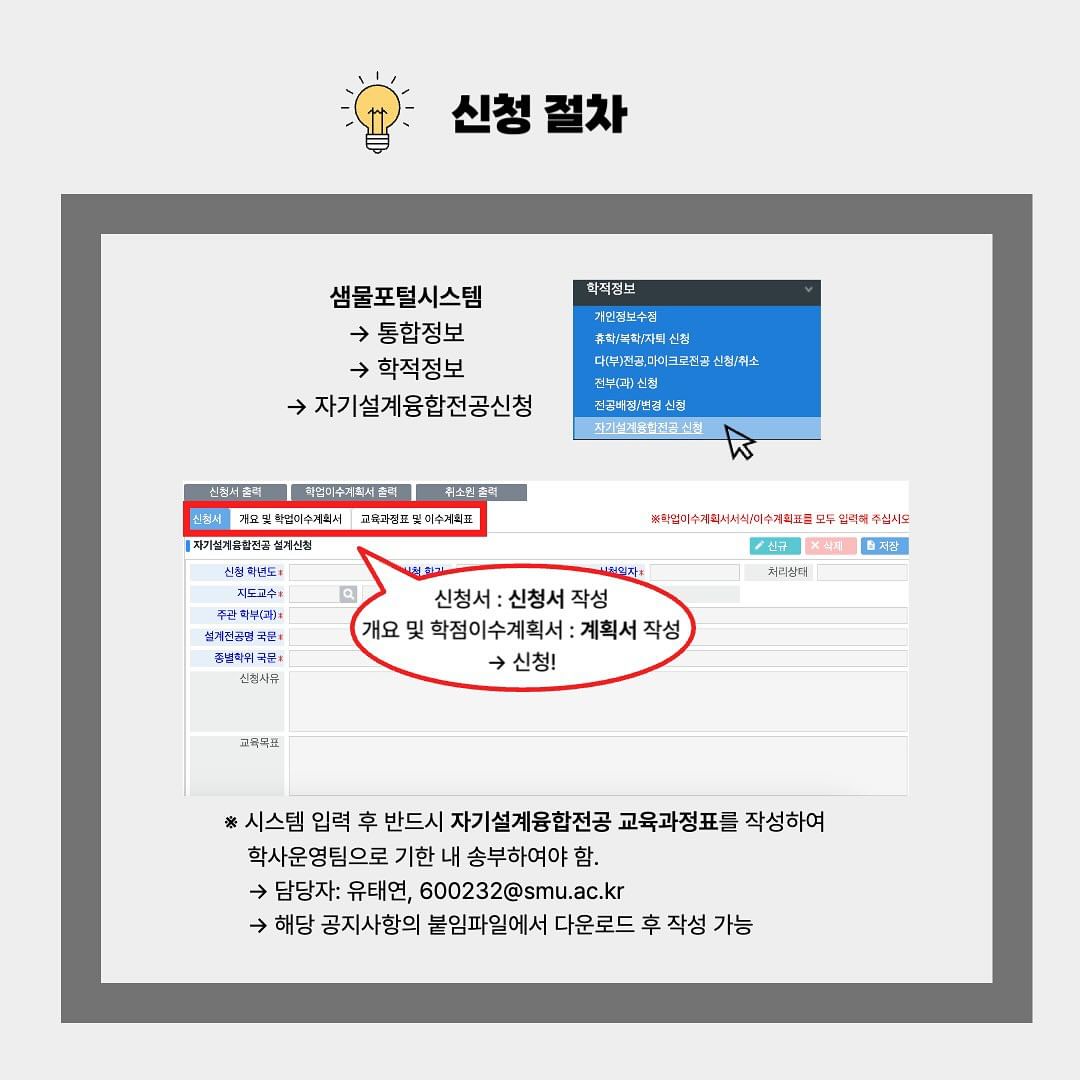 신청 절차
샘물포털시스템
→ 통합정보
→ 학적정보
→ 자기설계융합전공신청
학적정보
개인정보수정
휴학/복학/자퇴 신청
다(부)전공,마이크로전공 신청/취소
전부(과) 신청
전공배정/변경 신청
자기설계융합전공 신청
신청서 출력 학업이수계획서 출력 취소원 출력
신청서 개요 및 학업이수계획서 교육과정표 및 이수계획표
※학업이수계획서서식/이수계획표를 모두 입력해 주십시오
자기설계융합전공 설계신청 신규 삭제 저장
신청 학년도* 신청 학기 신청일자* 처리상태
지도교수*
주관 학부(과)*
설계전공명 국문*
종별학위 국문*
신청사유
교육목표
신청서 : 신청서 작성
개요 및 학점이수계획서 : 계획서 작성
→ 신청!
※ 시스템 입력 후 반드시 자기설계융합전공 교육과정표를 작성하여
학사운영팀으로 기한 내 송부하여야 함.
→ 담당자: 유태연, 600232@smu.ac.kr
→ 해당 공지사항의 붙임파일에서 다운로드 후 작성 가능